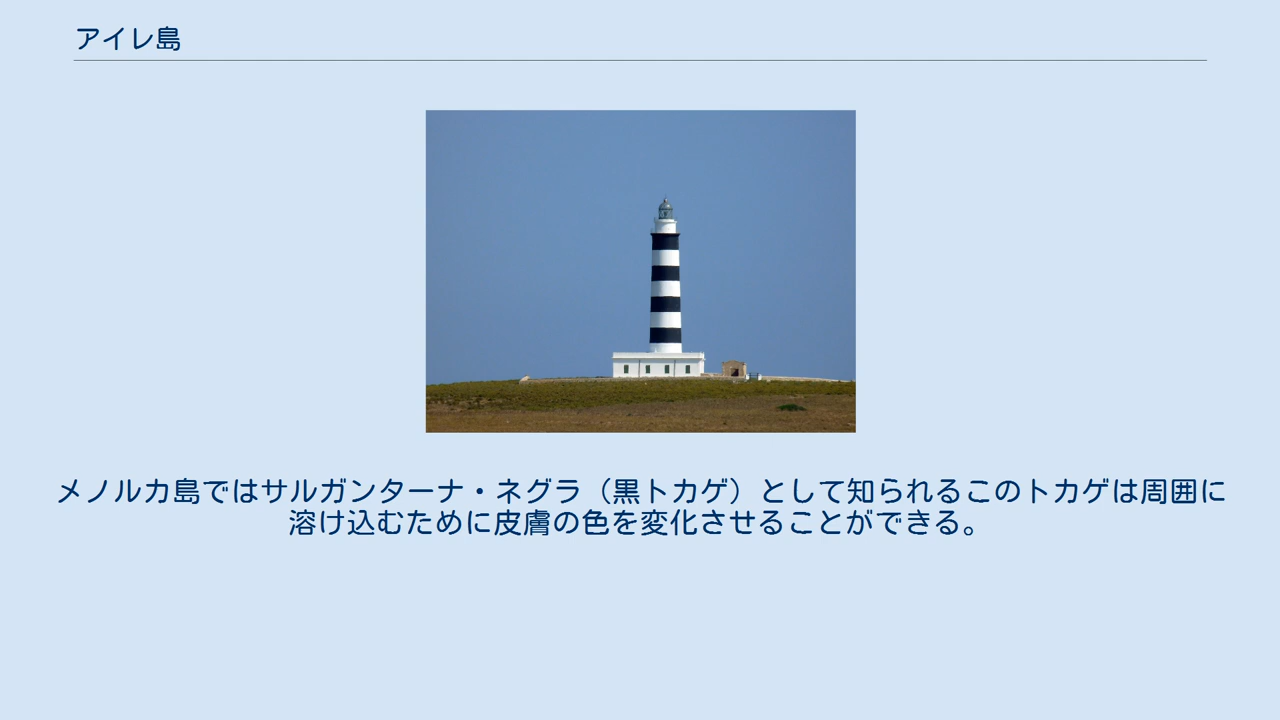 アイレ島
メノルカ島ではサルガンターナ・ネグラ（黒トカゲ）として知られるこのトカゲは周囲に
溶け込むために皮膚の色を変化させることができる。